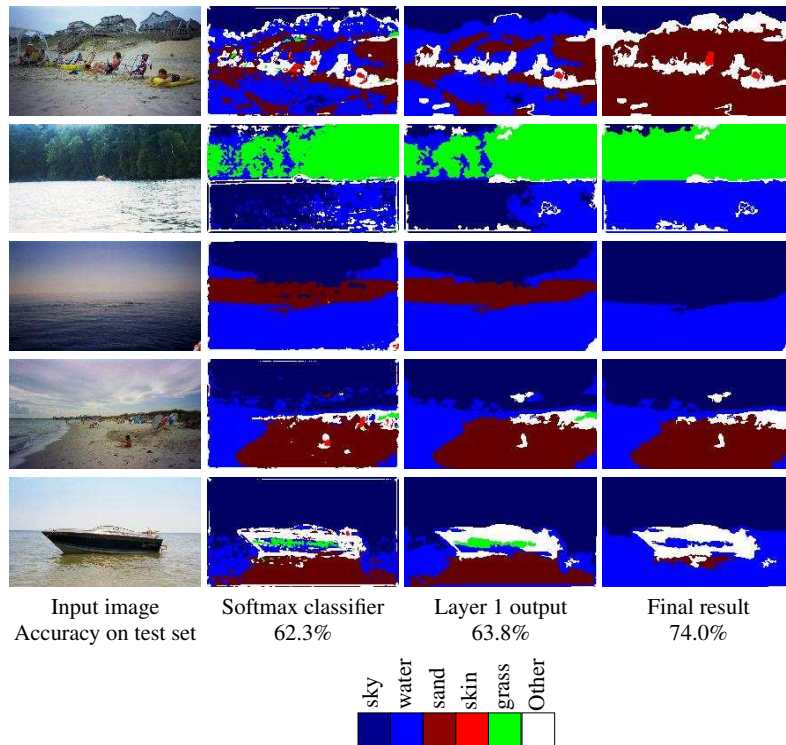 Input image
Accuracy on test set
Softmax classifier
62.3%
Layer 1 output
63.8%
Final result
74.0%
sky
water
sand
skin
grass
Other